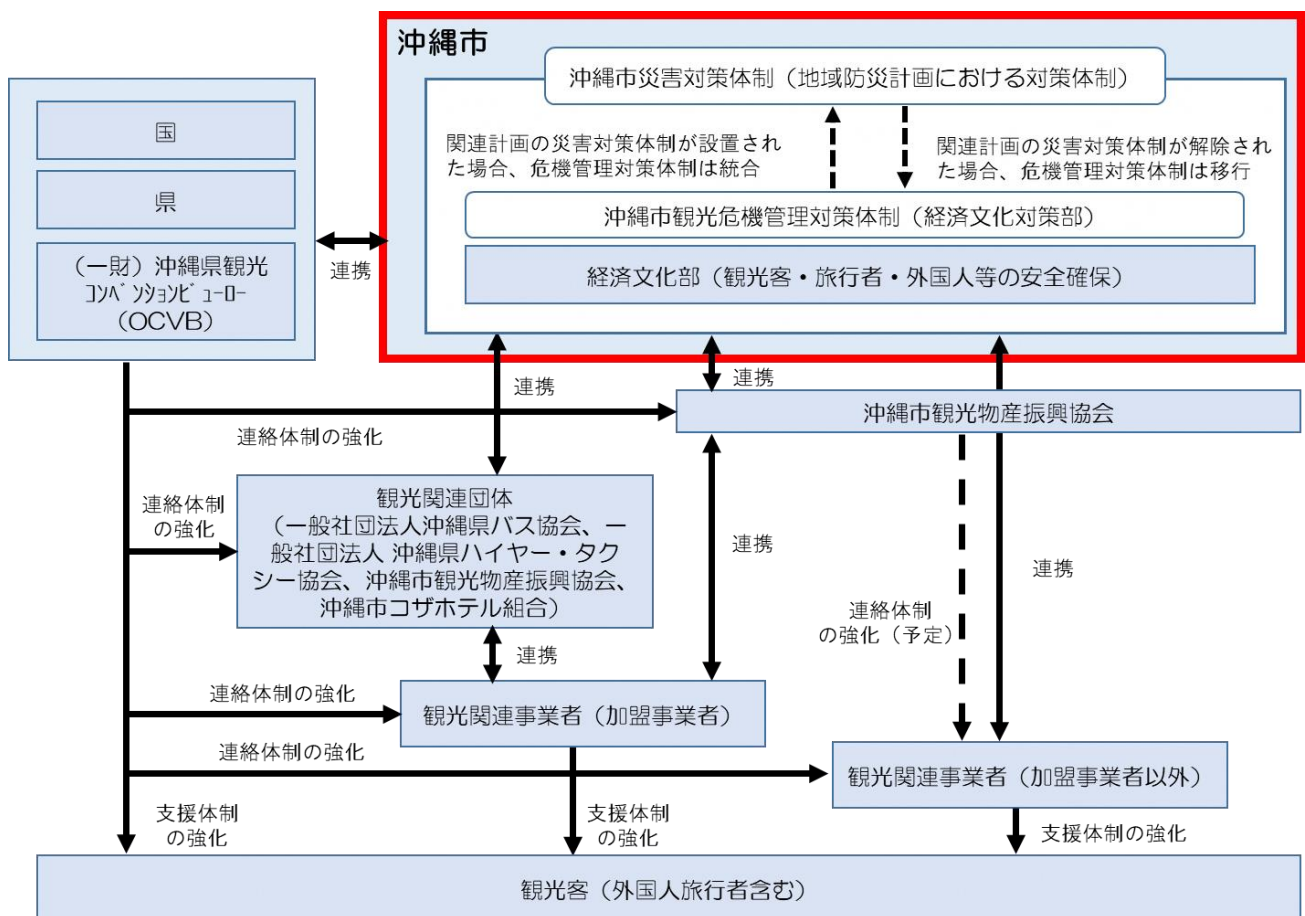 沖縄市
沖縄市災害対策体制（地域防災計画における対策体制）
関連計画の災害対策体制が設置され
た場合、危機管理対策体制は統合
関連計画の災害対策体制が解除され
た場合、危機管理対策体制は移行
沖縄市観光危機管理対策体制（経済文化対策部）
経済文化部（観光客・旅行者・外国人等の安全確保）
国
県
（一財）沖縄県観光
ｺﾝﾍﾞﾝｼｮﾝﾋﾞｭｰﾛｰ
（OCVB）
連携
連携
連携
沖縄市観光物産振興協会
連絡体制の強化
連絡体制
の強化
観光関連団体
（一般社団法人沖縄県バス協会、一
般社団法人 沖縄県ハイヤー・タク
シー協会、沖縄市観光物産振興協会、
沖縄市コザホテル組合）
連携
連携
連絡体制
の強化（予定）
連携
連絡体制の強化
観光関連事業者（加盟事業者）
連絡体制の強化
観光関連事業者（加盟事業者以外）
支援体制
の強化
支援体制
の強化
支援体制の強化
観光客（外国人旅行者含む）